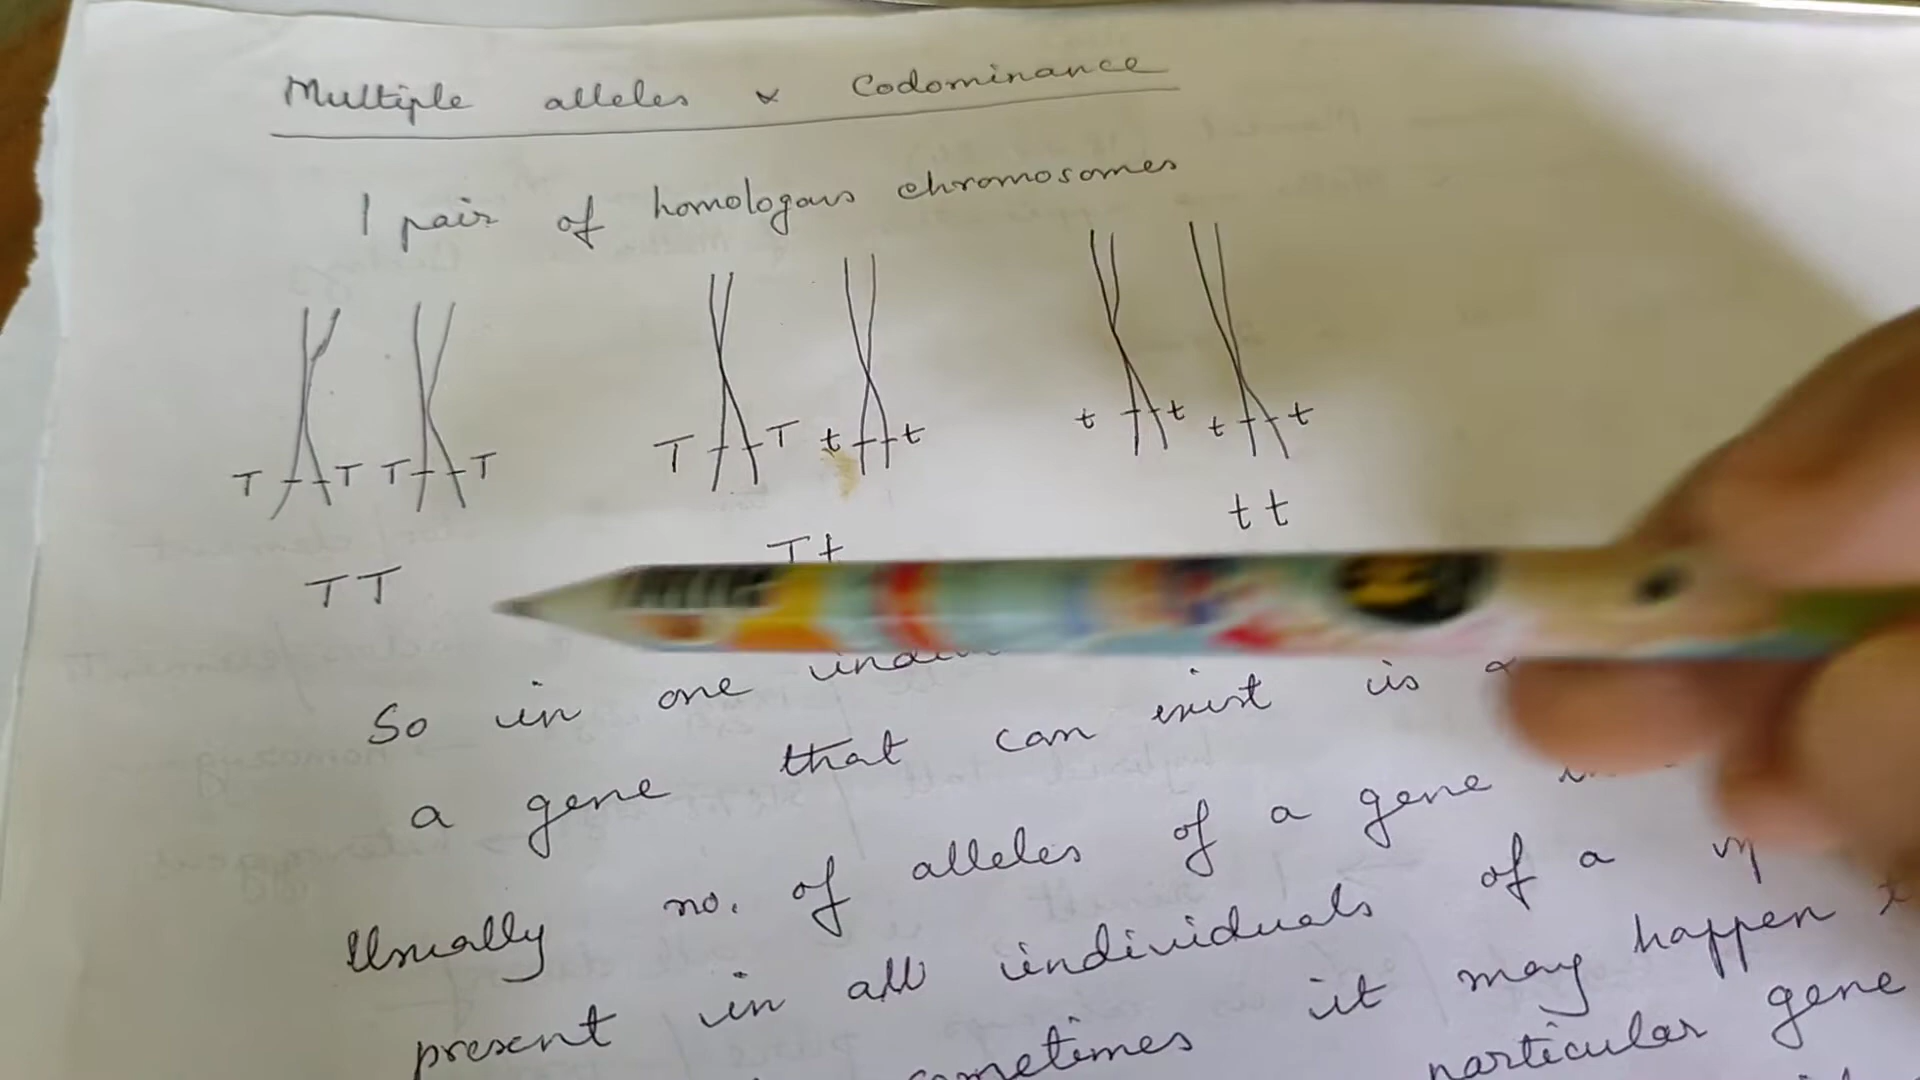 Multiple alleles & Codominance
1 pair of homologous chromosomes
T T T T T T t t t t t t
TT Tt tt
So in one
a gene that can exist is
Usually no. of alleles of a gene
present in all individuals of a
sometimes it may happen
particular gene